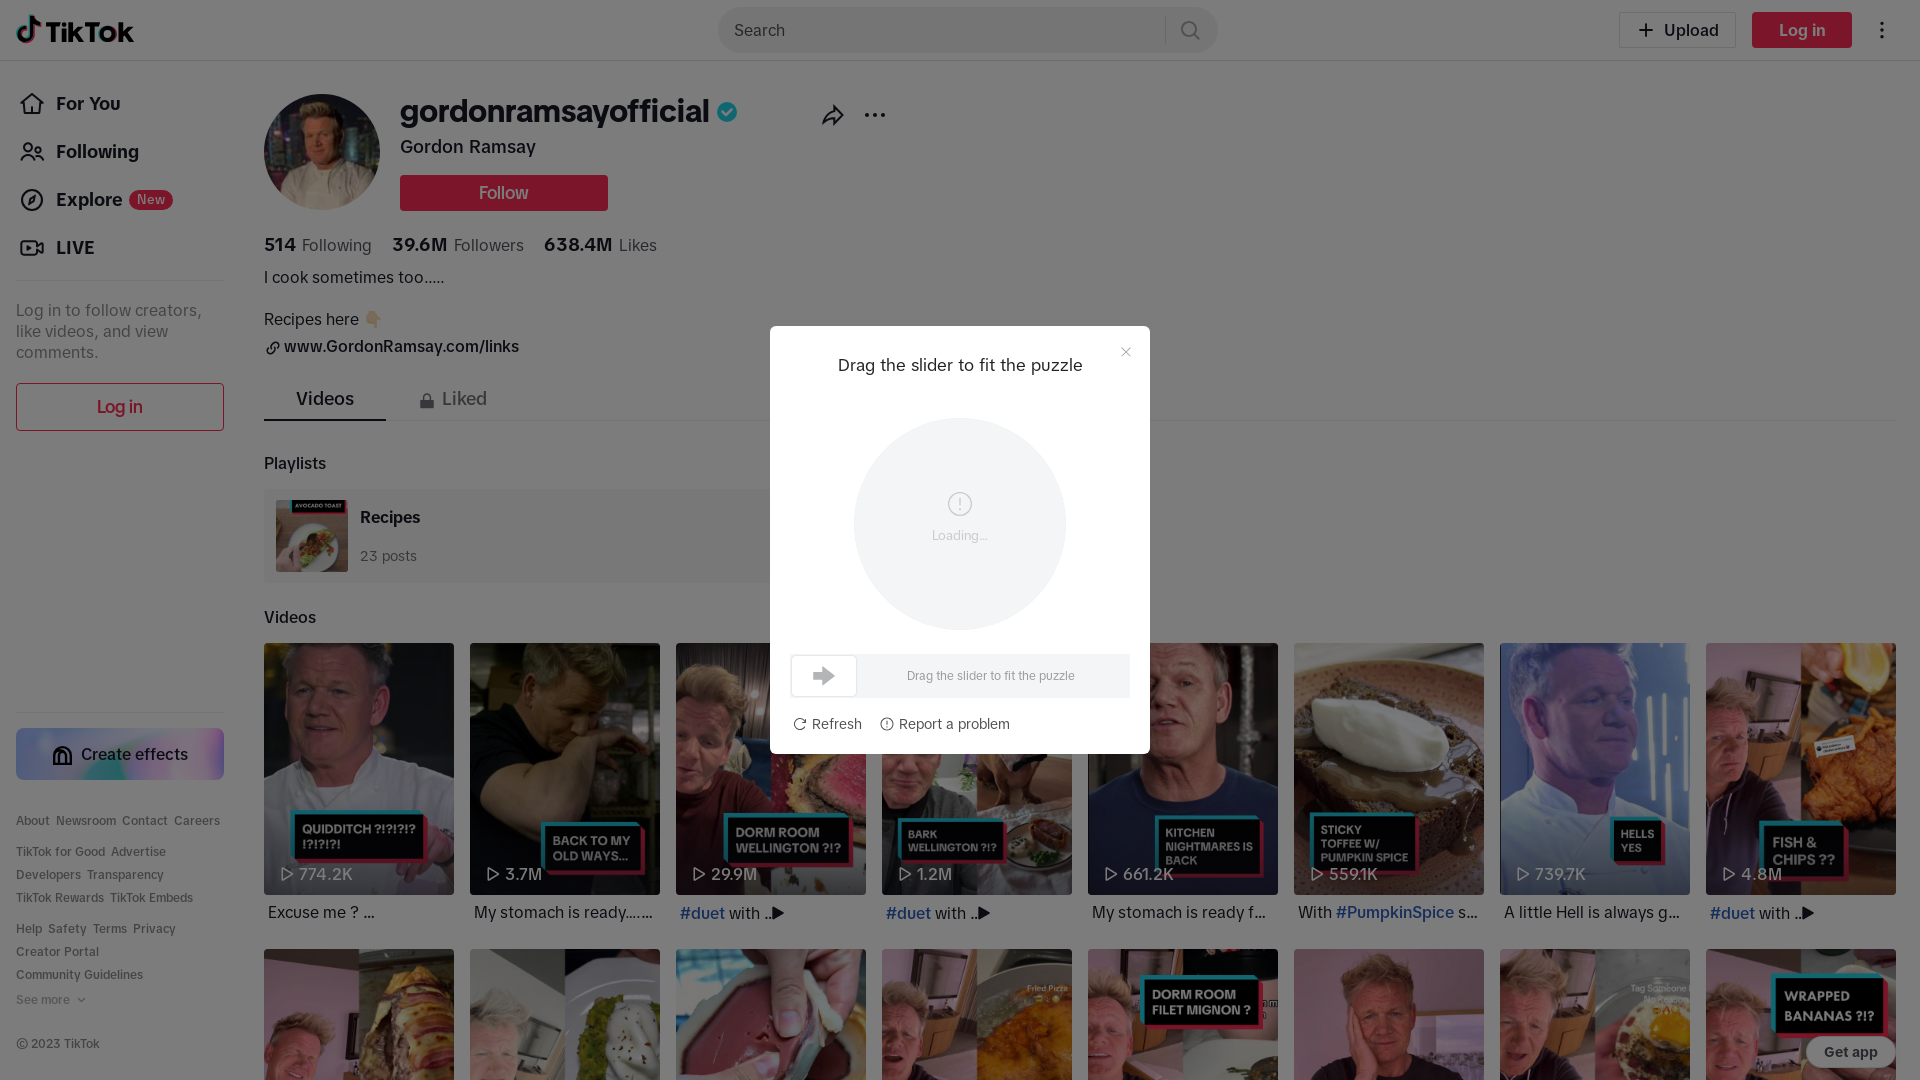 TikTok
Search
Upload
Log in
For You
Following
Explore New
LIVE
Log in to follow creators,
like videos, and view
comments.
Log in
Create effects
About Newsroom Contact Careers
TikTok for Good Advertise
Developers Transparency
TikTok Rewards TikTok Embeds
Help Safety Terms Privacy
Creator Portal
Community Guidelines
See more
© 2023 TikTok
gordonramsayofficial
Gordon Ramsay
Follow
514 Following 39.6M Followers 638.4M Likes
I cook sometimes too.....
Recipes here 👇🏼
www.GordonRamsay.com/links
Videos
Liked
Playlists
AVOCADO TOAST
Recipes
23 posts
Drag the slider to fit the puzzle
Loading...
Drag the slider to fit the puzzle
Refresh
Report a problem
Videos
QUIDDITCH ?!?!?!?
!?!?!?!
774.2K
Excuse me ? ...
BACK TO MY
OLD WAYS...
3.7M
My stomach is ready.....
DORM ROOM
WELLINGTON ?!?
29.9M
#duet with ...
BARK
WELLINGTON ?!?
1.2M
#duet with ...
KITCHEN
NIGHTMARES IS
BACK
661.2K
My stomach is ready f...
STICKY
TOFFEE W/
PUMPKIN SPICE
559.1K
With #PumpkinSpice s...
HELLS
YES
739.7K
A little Hell is always g...
FISH &
CHIPS ??
4.8M
#duet with ...
Fried Pizza
DORM ROOM
FILET MIGNON ?
Tag Someone
WRAPPED
BANANAS ?!?
Get app